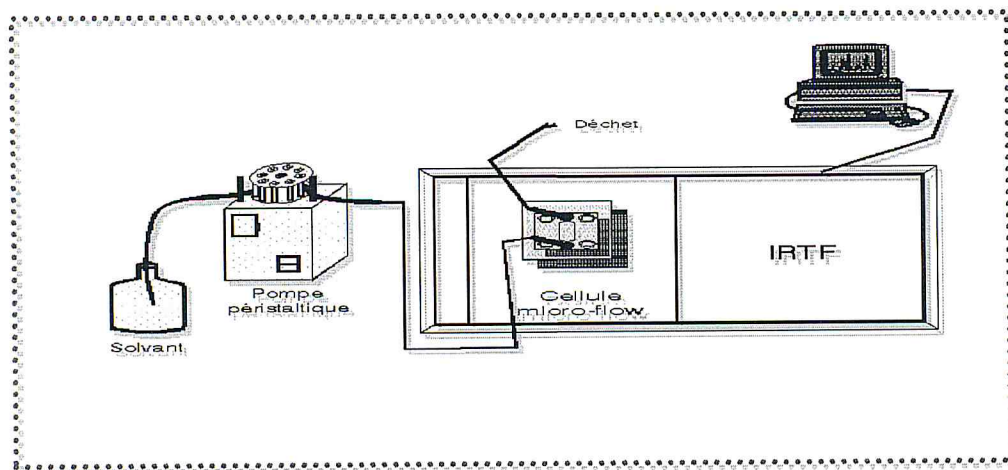 Déchet
IRTF
Pompe
péristaltique
Cellule
micro-flow
Solvant